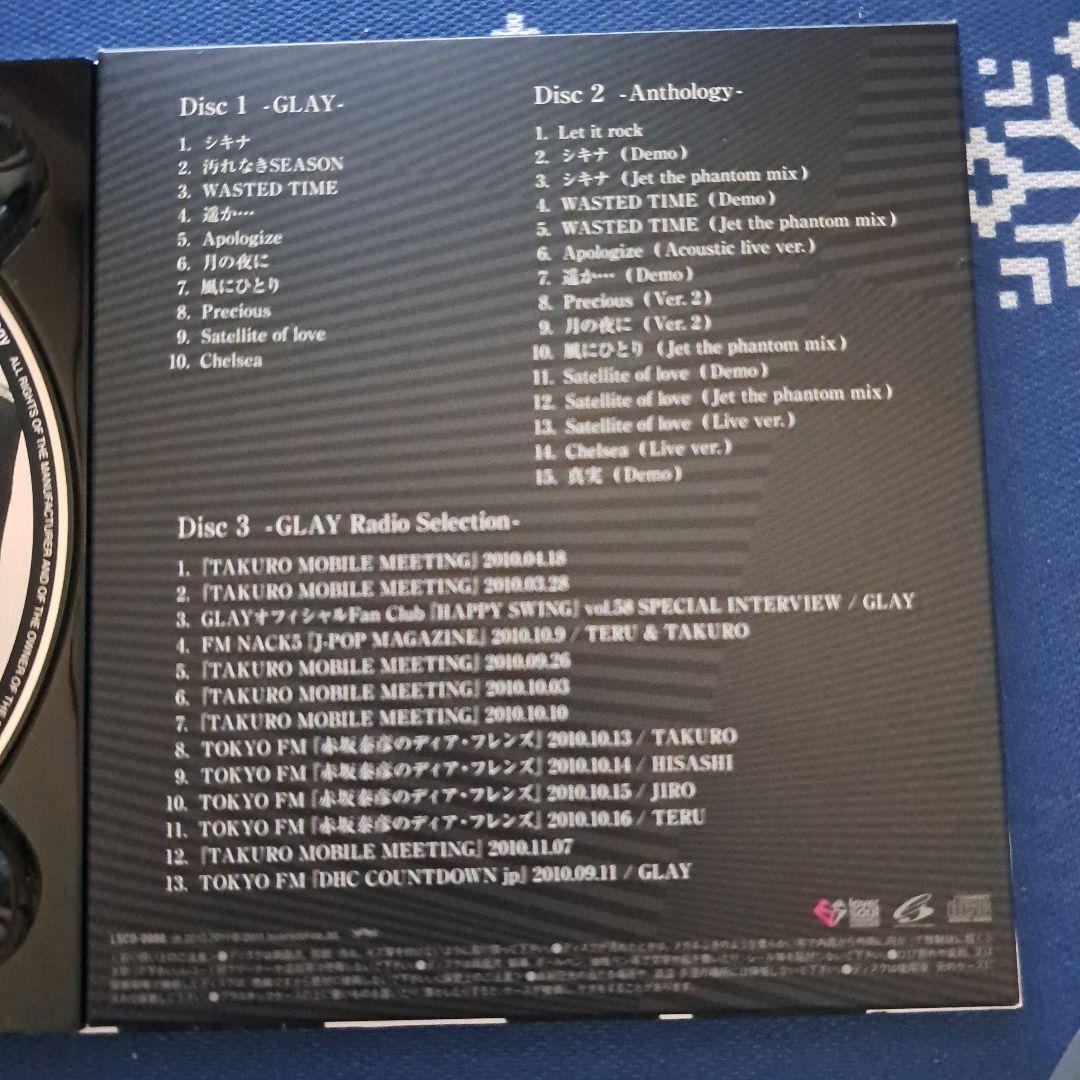 Disc 1 -GLAY-
1. シキナ
2. 汚れなきSEASON
3. WASTED TIME
4. 遥か…
5. Apologize
6. 月の夜に
7. 風にひとり
8. Precious
9. Satellite of love
10. Chelsea
Disc 2 -Anthology-
1. Let it rock
2. シキナ (Demo)
3. シキナ (Jet the phantom mix)
4. WASTED TIME (Demo)
5. WASTED TIME (Jet the phantom mix)
6. Apologize (Acoustic live ver.)
7. 遥か… (Demo)
8. Precious (Ver. 2)
9. 月の夜に (Ver. 2)
10. 風にひとり (Jet the phantom mix)
11. Satellite of love (Demo)
12. Satellite of love (Jet the phantom mix)
13. Satellite of love (Live ver.)
14. Chelsea (Live ver.)
15. 真実 (Demo)
Disc 3 -GLAY Radio Selection-
1. 『TAKURO MOBILE MEETING』 2010.04.18
2. 『TAKURO MOBILE MEETING』 2010.03.28
3. GLAYオフィシャルFan Club 『HAPPY SWING』 vol.58 SPECIAL INTERVIEW / GLAY
4. FM NACK5 『J-POP MAGAZINE』 2010.10.9 / TERU & TAKURO
5. 『TAKURO MOBILE MEETING』 2010.09.26
6. 『TAKURO MOBILE MEETING』 2010.10.03
7. 『TAKURO MOBILE MEETING』 2010.10.10
8. TOKYO FM 『赤坂泰彦のディア・フレンズ』 2010.10.13 / TAKURO
9. TOKYO FM 『赤坂泰彦のディア・フレンズ』 2010.10.14 / HISASHI
10. TOKYO FM 『赤坂泰彦のディア・フレンズ』 2010.10.15 / JIRO
11. TOKYO FM 『赤坂泰彦のディア・フレンズ』 2010.10.16 / TERU
12. 『TAKURO MOBILE MEETING』 2010.11.07
13. TOKYO FM 『DHC COUNTDOWN jp』 2010.09.11 / GLAY
lover soul
disc
ALL RIGHTS OF THE MANUFACTURER AND OF THE OWNER OF THE